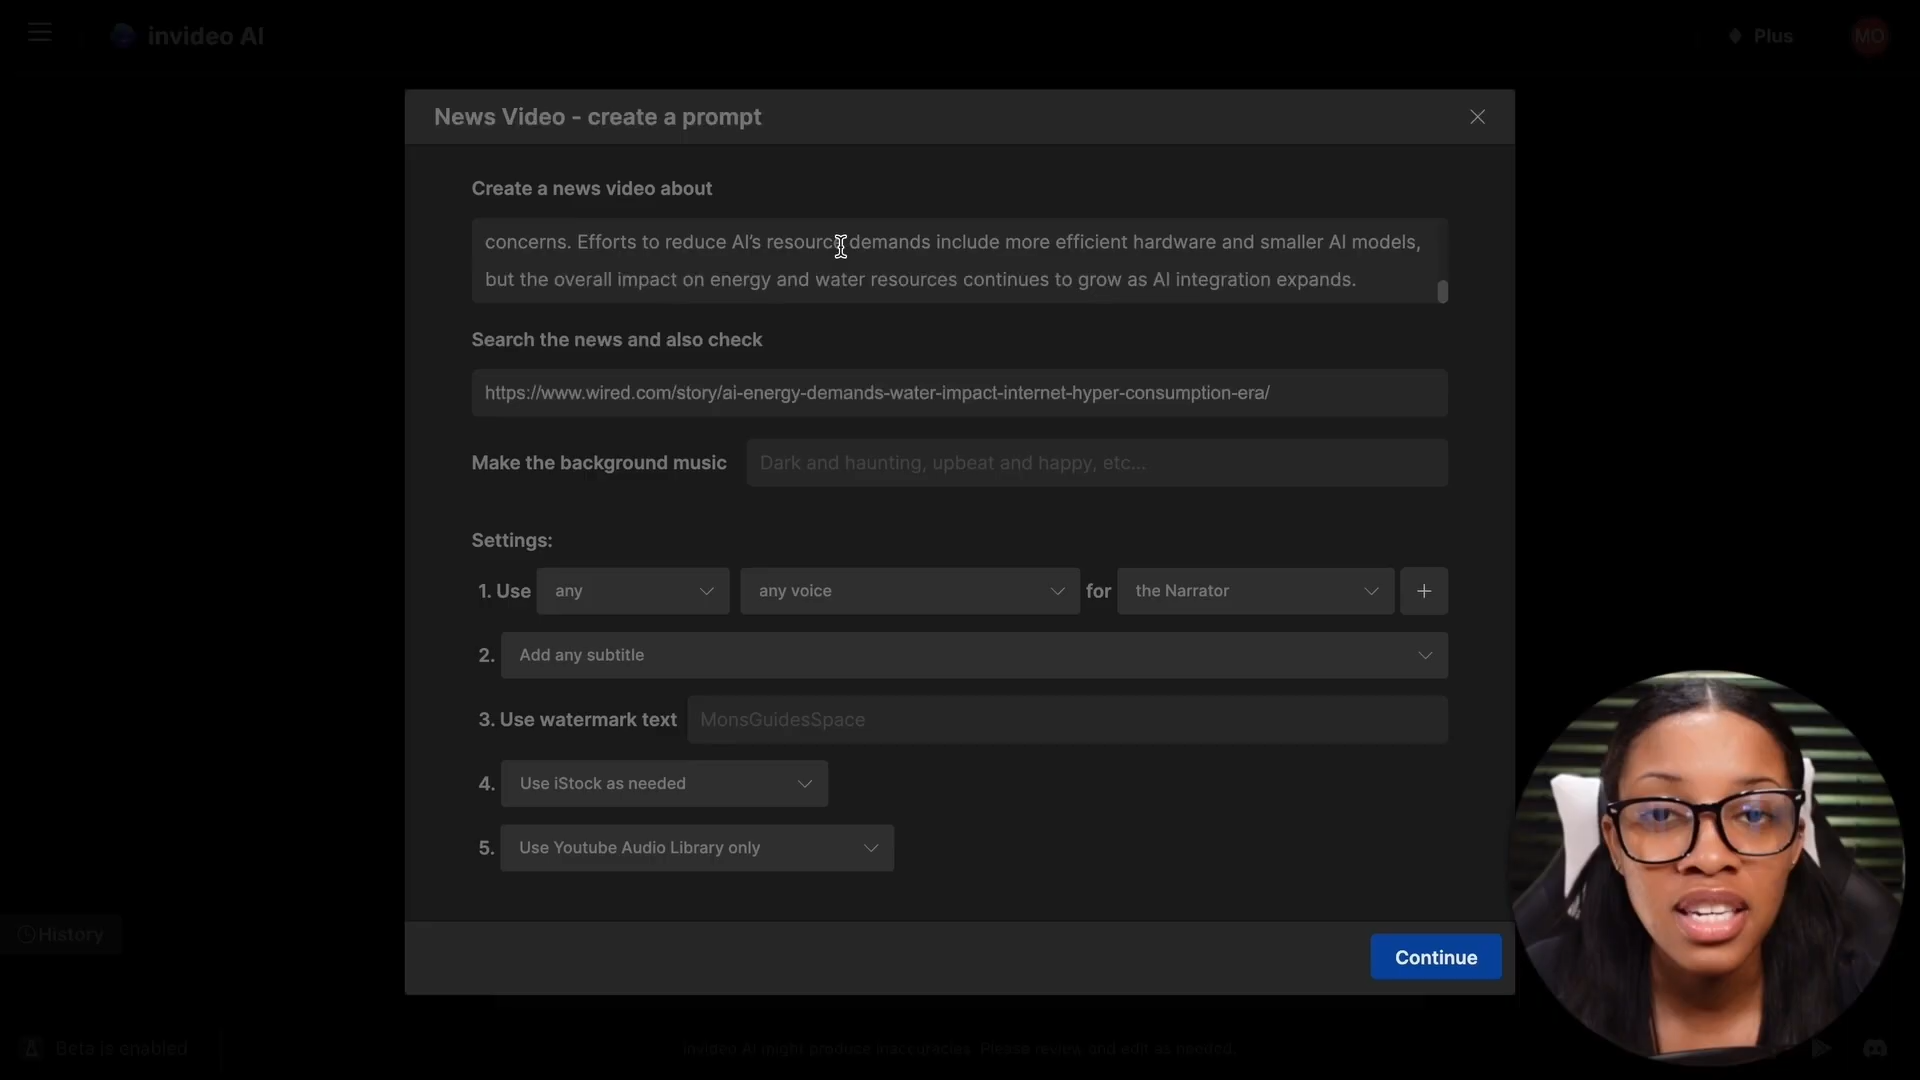 invideo AI
Plus
MO
News Video - create a prompt
Create a news video about
concerns. Efforts to reduce AI's resource demands include more efficient hardware and smaller AI models,
but the overall impact on energy and water resources continues to grow as AI integration expands.
Search the news and also check
https://www.wired.com/story/ai-energy-demands-water-impact-internet-hyper-consumption-era/
Make the background music
Dark and haunting, upbeat and happy, etc...
Settings:
1. Use any any voice for the Narrator
2. Add any subtitle
3. Use watermark text MonsGuidesSpace
4. Use iStock as needed
5. Use Youtube Audio Library only
History
Continue
Beta is enabled
invideo AI might produce inaccuracies. Please review and edit as needed.